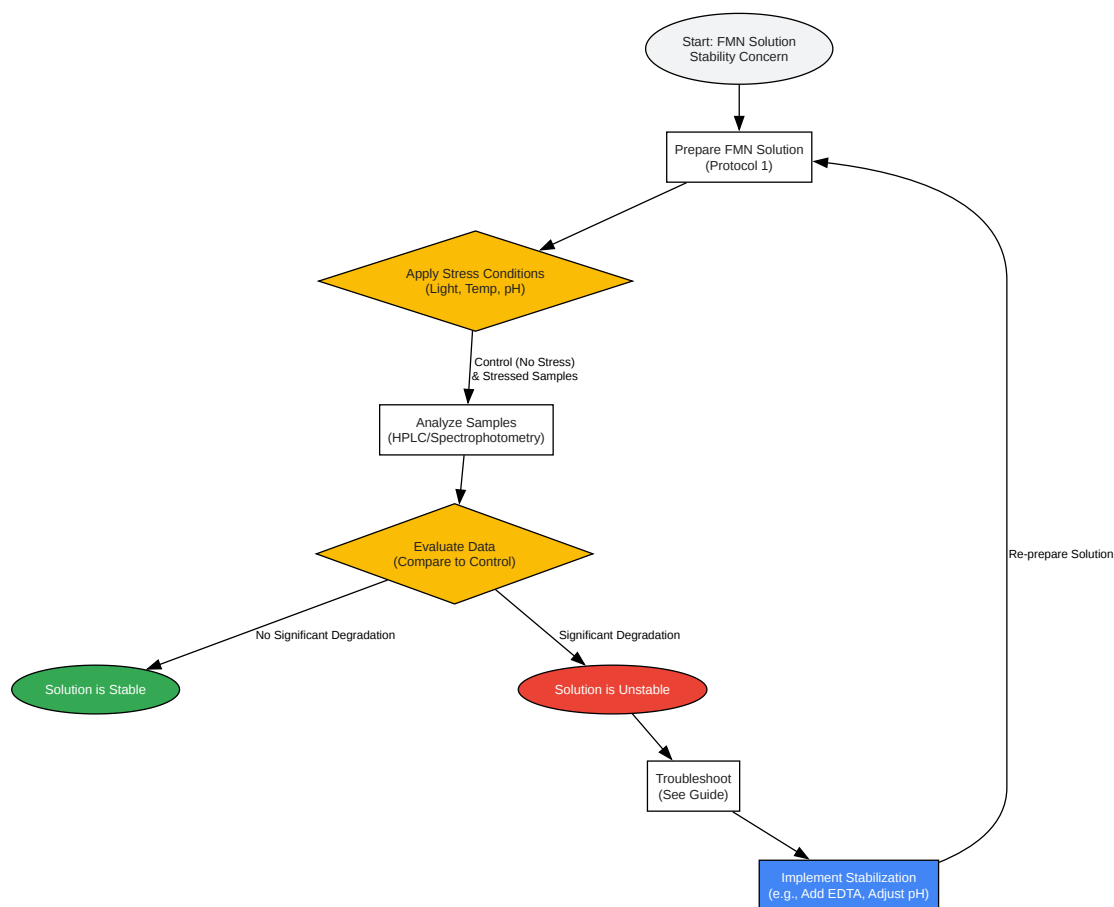 Start: FMN Solution
Stability Concern
Prepare FMN Solution
(Protocol 1)
Apply Stress Conditions
(Light, Temp, pH)
Control (No Stress)
& Stressed Samples
Analyze Samples
(HPLC/Spectrophotometry)
Evaluate Data
(Compare to Control)
Re-prepare Solution
No Significant Degradation
Significant Degradation
Solution is Stable
Solution is Unstable
Troubleshoot
(See Guide)
Implement Stabilization
(e.g., Add EDTA, Adjust pH)